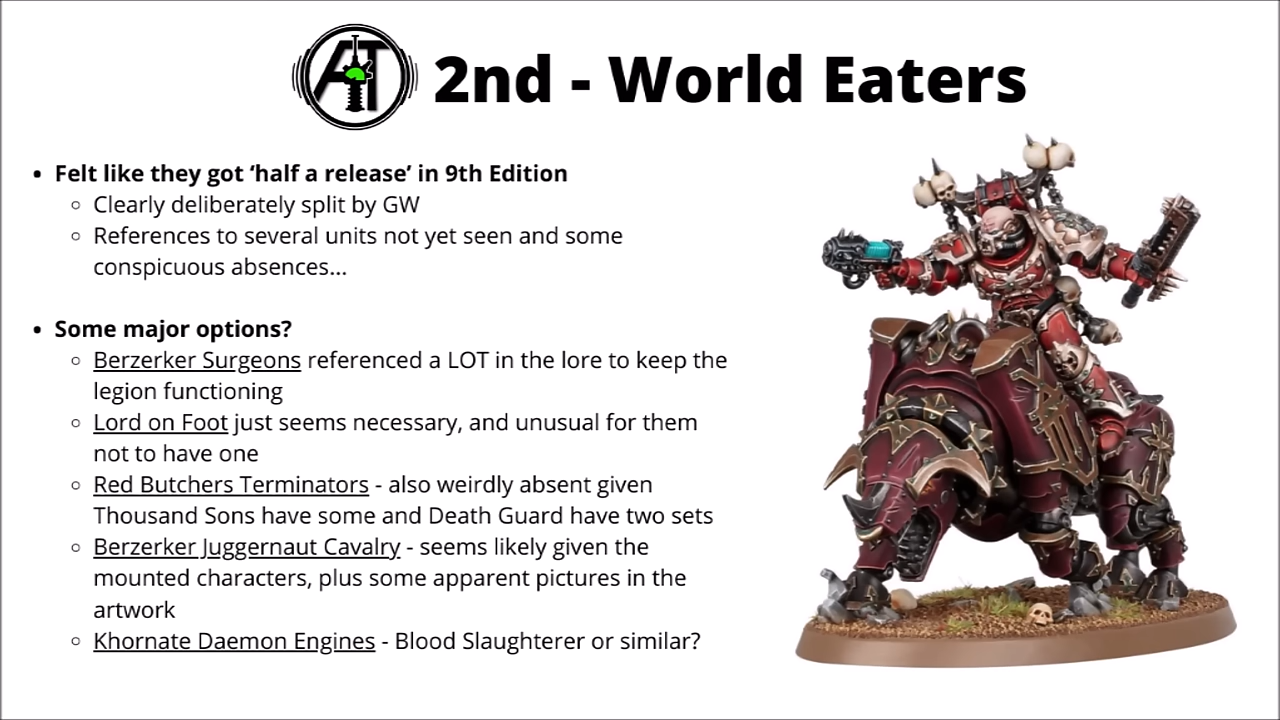 AT
2nd - World Eaters
• Felt like they got ‘half a release’ in 9th Edition
◦ Clearly deliberately split by GW
◦ References to several units not yet seen and some
conspicuous absences...
• Some major options?
◦ Berzerker Surgeons referenced a LOT in the lore to keep the
legion functioning
◦ Lord on Foot just seems necessary, and unusual for them
not to have one
◦ Red Butchers Terminators - also weirdly absent given
Thousand Sons have some and Death Guard have two sets
◦ Berzerker Juggernaut Cavalry - seems likely given the
mounted characters, plus some apparent pictures in the
artwork
◦ Khornate Daemon Engines - Blood Slaughterer or similar?